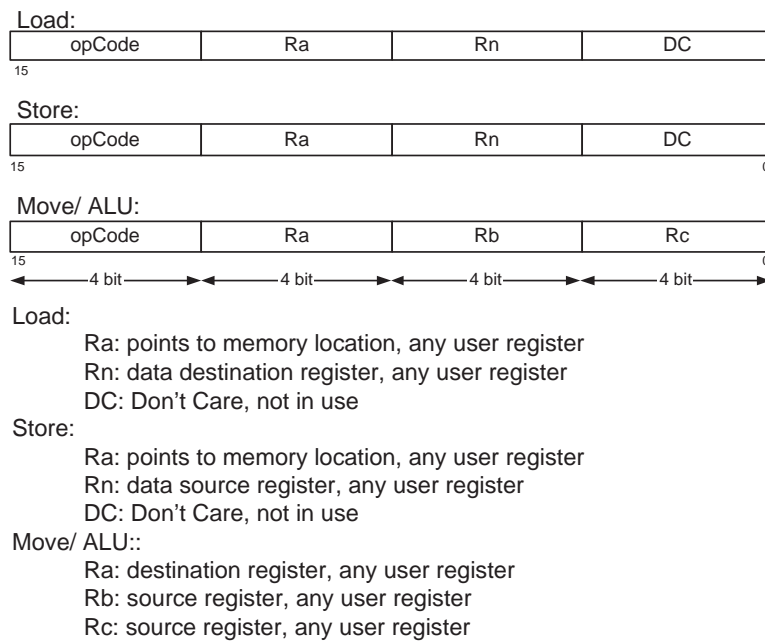 Load:
opCode Ra Rn DC
15
Store:
opCode Ra Rn DC
15 0
Move/ ALU:
opCode Ra Rb Rc
15 0
4 bit 4 bit 4 bit 4 bit
Load:
Ra: points to memory location, any user register
Rn: data destination register, any user register
DC: Don't Care, not in use
Store:
Ra: points to memory location, any user register
Rn: data source register, any user register
DC: Don't Care, not in use
Move/ ALU::
Ra: destination register, any user register
Rb: source register, any user register
Rc: source register, any user register